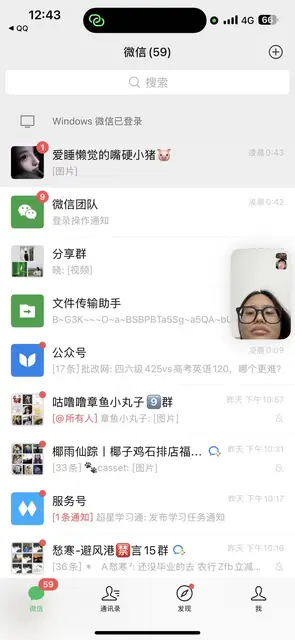 12:43
4G 66
◀ QQ
微信(59)
搜索
Windows 微信已登录
1
爱睡懒觉的嘴硬小猪🐷
凌晨0:43
[图片]
9
微信团队
凌晨0:42
登录操作通知
分享群
晓: [视频]
文件传输助手
B~G3K~~~O~a~BSBPBTa5Sg~a5QA~bU
公众号
凌晨0:09
[17条]批改网: 四六级425vs高考英语120，哪个更难?
咕噜噜章鱼小丸子9️⃣群
昨天 下午10:57
[@所有人] 章鱼小丸子: [图片]
椰雨仙踪丨椰子鸡石排店福...
昨天 下午10:31
[33条] 🐾casset: [图片]
服务号
昨天 下午10:17
[1条通知] 超星学习通: 发布学习任务通知
愁寒-避风港🈲言15群
昨天 下午10:16
[36条] A愁寒²: 还没毕业的去 农行Zfb立减...
59
微信
通讯录
发现
我